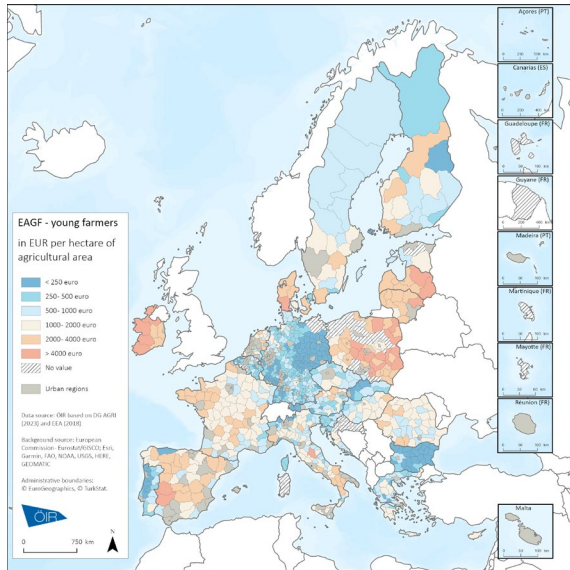 EAGF - young farmers
in EUR per hectare of
agricultural area
< 250 euro
250- 500 euro
500-1000 euro
1000- 2000 euro
2000- 4000 euro
> 4000 euro
No value
Urban regions
Data source: ÖIR based on DG AGRI
(2023) and EEA (2018)
Background source: European
Commission- Eurostat/GISCO; Esri,
Garmin, FAO, NOAA, USGS, HERE,
GEOMATIC
Administrative boundaries:
© EuroGeographics, © TurkStat.
ÖIR
N
0 750 km
Açores (PT)
Canarias (ES)
0 200 400 km
Guadeloupe (FR)
Guyane (FR)
Madeira (PT)
Martinique (FR)
Mayotte (FR)
Réunion (FR)
Malta